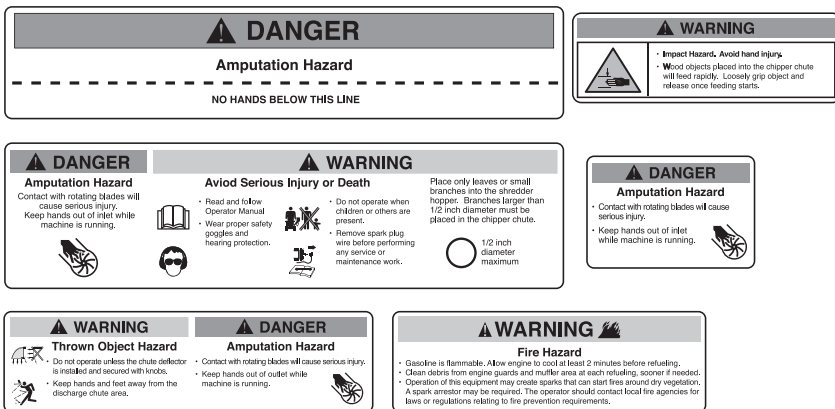 DANGER
Amputation Hazard
NO HANDS BELOW THIS LINE
WARNING
• Impact Hazard. Avoid hand injury.
• Wood objects placed into the chipper chute
will feed rapidly. Loosely grip object and
release once feeding starts.
DANGER
Amputation Hazard
Contact with rotating blades will
cause serious injury.
Keep hands out of inlet while
machine is running.
WARNING
Aviod Serious Injury or Death
• Read and follow
Operator Manual
• Wear proper safety
goggles and
hearing protection.
• Do not operate when
children or others are
present.
• Remove spark plug
wire before performing
any service or
maintenance work.
Place only leaves or small
branches into the shredder
hopper. Branches larger than
1/2 inch diameter must be
placed in the chipper chute.
1/2 inch
diameter
maximum
DANGER
Amputation Hazard
• Contact with rotating blades will cause
serious injury.
• Keep hands out of inlet
while machine is running.
WARNING
Thrown Object Hazard
• Do not operate unless the chute deflector
is installed and secured with knobs.
• Keep hands and feet away from the
discharge chute area.
DANGER
Amputation Hazard
• Contact with rotating blades will cause serious injury.
• Keep hands out of outlet while
machine is running.
WARNING
Fire Hazard
• Gasoline is flammable. Allow engine to cool at least 2 minutes before refueling.
• Clean debris from engine guards and muffler area at each refueling, sooner if needed.
• Operation of this equipment may create sparks that can start fires around dry vegetation.
A spark arrestor may be required. The operator should contact local fire agencies for
laws or regulations relating to fire prevention requirements.